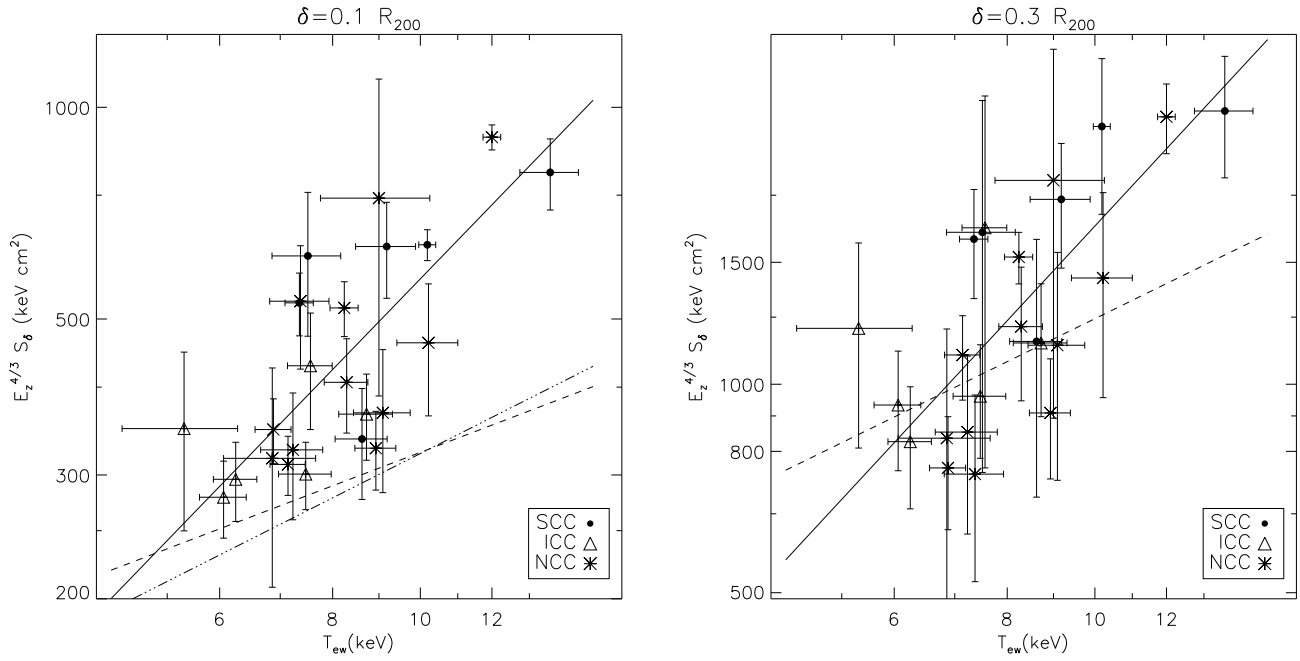 δ=0.1 R200
1000
500
300
200
E_z^4/3 S_δ (keV cm²)
6 8 10 12
T_ew(keV)
SCC
ICC
NCC
δ=0.3 R200
1500
1000
800
500
E_z^4/3 S_δ (keV cm²)
6 8 10 12
T_ew(keV)
SCC
ICC
NCC